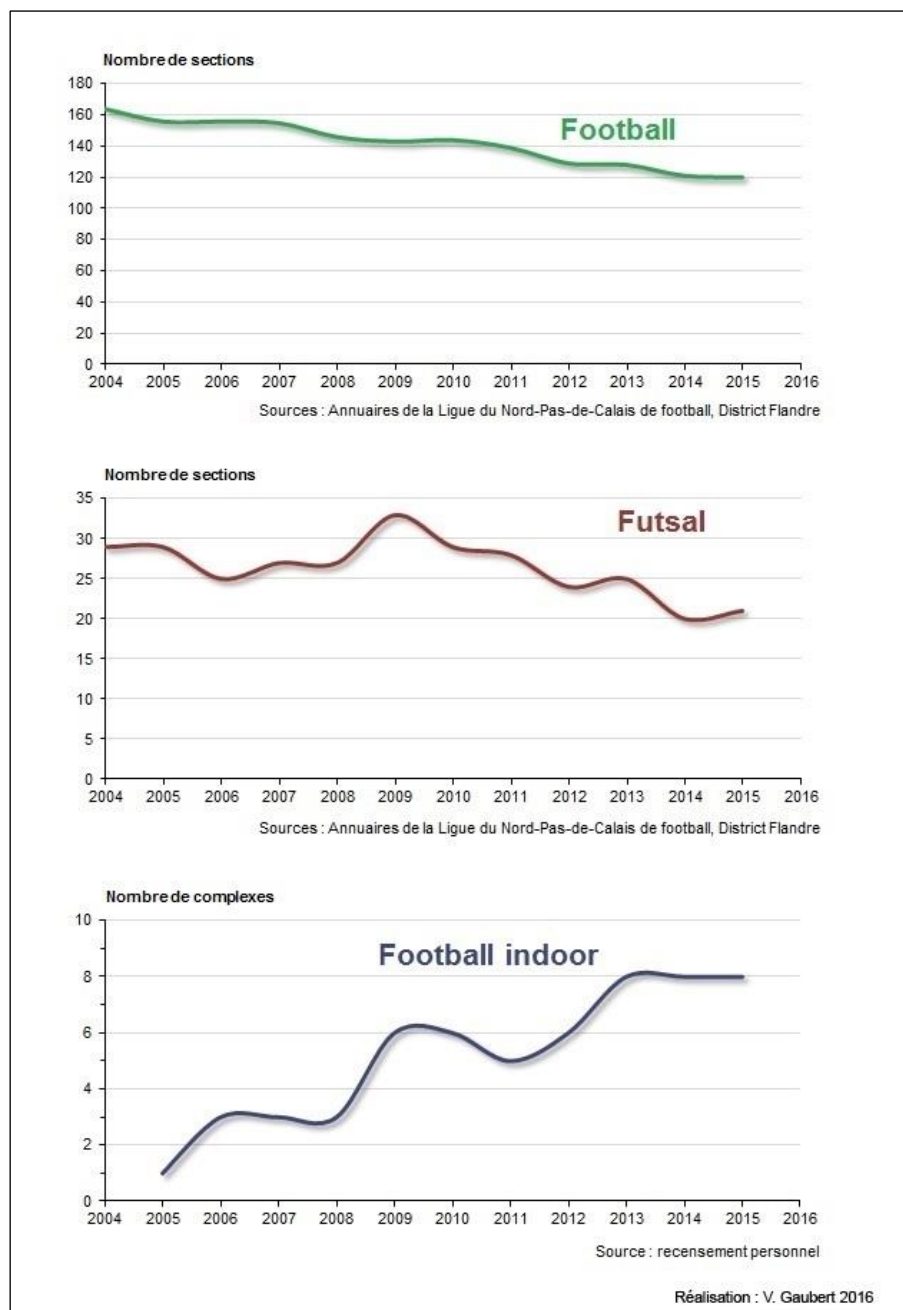 Nombre de sections
180
160
Football
140
120
100
80
60
40
20
0
2004 2005 2006 2007 2008 2009 2010 2011 2012 2013 2014 2015 2016
Sources : Annuaires de la Ligue du Nord-Pas-de-Calais de football, District Flandre
Nombre de sections
35
Futsal
30
25
20
15
10
5
0
2004 2005 2006 2007 2008 2009 2010 2011 2012 2013 2014 2015 2016
Sources : Annuaires de la Ligue du Nord-Pas-de-Calais de football, District Flandre
Nombre de complexes
10
Football indoor
8
6
4
2
0
2004 2005 2006 2007 2008 2009 2010 2011 2012 2013 2014 2015 2016
Source : recensement personnel
Réalisation : V. Gaubert 2016